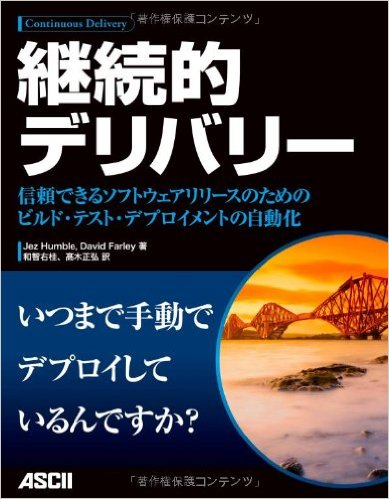 Continuous Delivery
「著作権保護コンテンツ」
継続的
デリバリー
信頼できるソフトウェアリリースのための
ビルド・テスト・デプロイメントの自動化
Jez Humble, David Farley 著
和智右桂、髙木正弘 訳
いつまで手動で
デプロイして
いるんですか?
ASCII
「著作権保護コンテンツ」